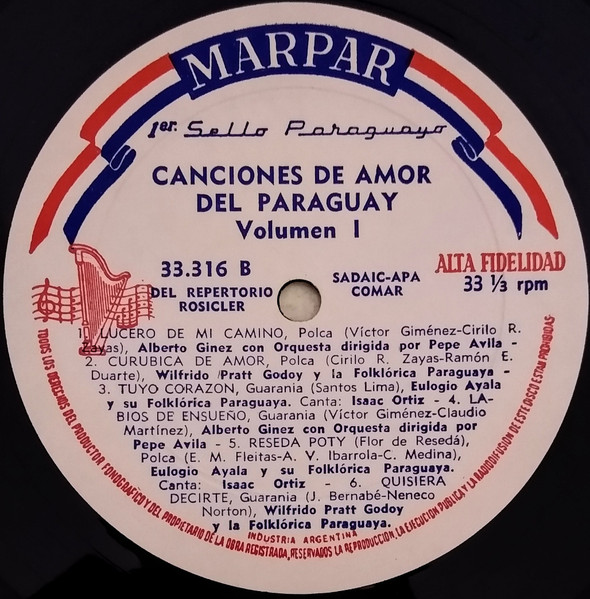 MARPAR
1er. Sello Paraguayo
CANCIONES DE AMOR
DEL PARAGUAY
Volumen I
33.316 B
DEL REPERTORIO
ROSICLER
SADAIC-APA
COMAR
ALTA FIDELIDAD
33 ⅓ rpm
1. LUCERO DE MI CAMINO, Polca (Víctor Giménez-Cirilo R.
Zayas), Alberto Ginez con Orquesta dirigida por Pepe Avila -
2. CURUBICA DE AMOR, Polca (Cirilo R. Zayas-Ramón E.
Duarte), Wilfrido Pratt Godoy y la Folklórica Paraguaya -
3. TUYO CORAZON, Guarania (Santos Lima), Eulogio Ayala
y su Folklórica Paraguaya. Canta: Isaac Ortiz - 4. LA-
BIOS DE ENSUEÑO, Guarania (Víctor Giménez-Claudio
Martínez), Alberto Ginez con Orquesta dirigida por
Pepe Avila - 5. RESEDA POTY (Flor de Resedá),
Polca (E. M. Fleitas-A. V. Ibarrola-C. Medina),
Eulogio Ayala y su Folklórica Paraguaya.
Canta: Isaac Ortiz - 6. QUISIERA
DECIRTE, Guarania (J. Bernabé-Neneco
Norton), Wilfrido Pratt Godoy
y la Folklórica Paraguaya.
INDUSTRIA ARGENTINA
TODOS LOS DERECHOS DEL PRODUCTOR FONOGRAFICO Y DEL PROPIETARIO DE LA OBRA REGISTRADA, RESERVADOS LA REPRODUCCION, LA EJECUCION PUBLICA Y LA RADIODIFUSION DE ESTE DISCO ESTAN PROHIBIDAS